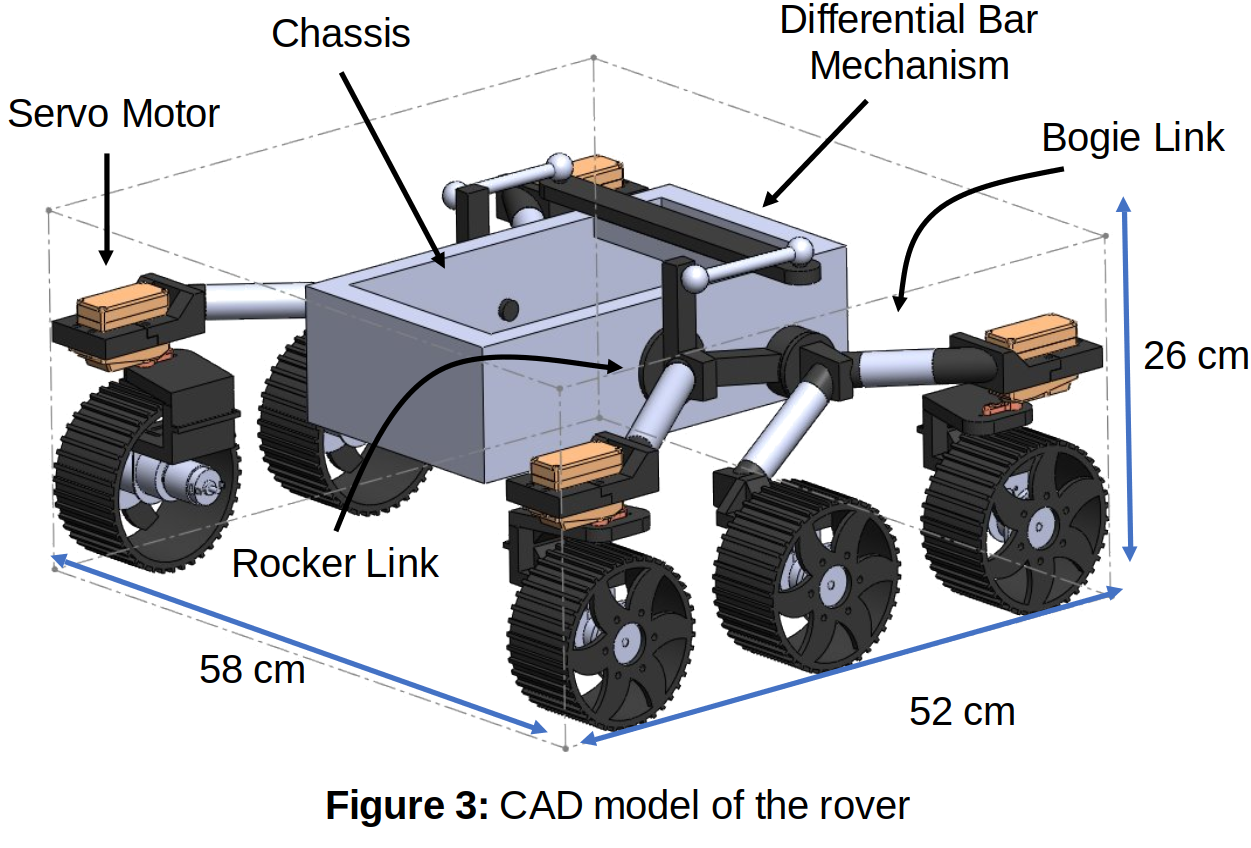 Chassis
Differential Bar
Mechanism
Servo Motor
Bogie Link
26 cm
Rocker Link
58 cm
52 cm
Figure 3: CAD model of the rover